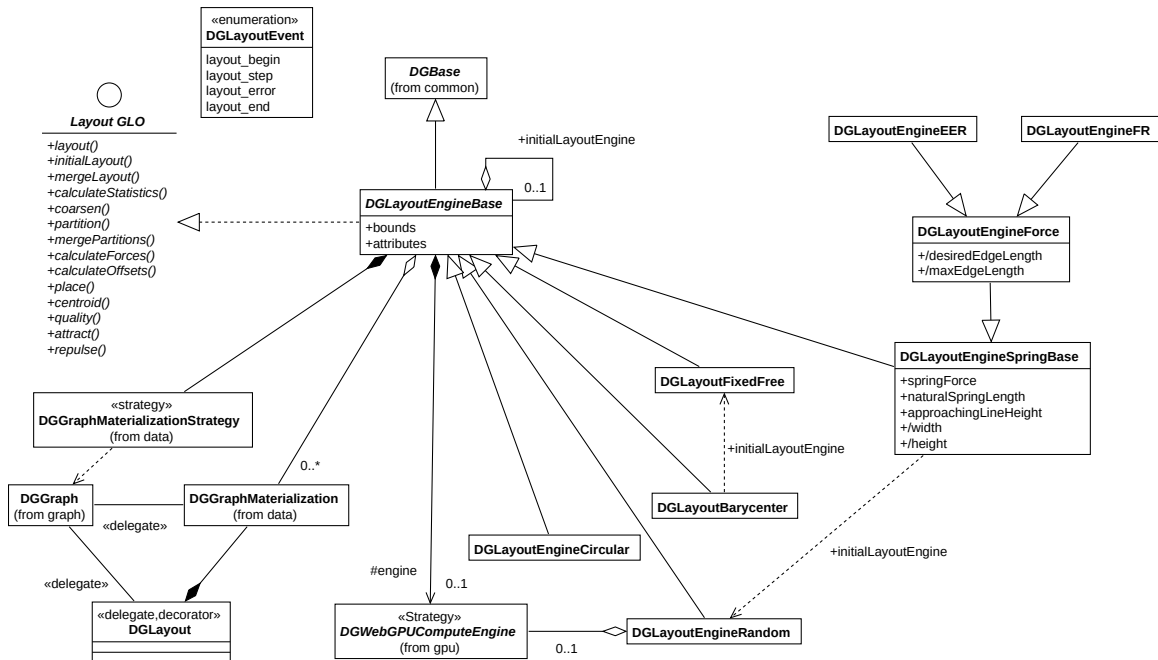 «enumeration»
DGLayoutEvent
layout_begin
layout_step
layout_error
layout_end
DGBase
(from common)
Layout GLO
+layout()
+initialLayout()
+mergeLayout()
+calculateStatistics()
+coarsen()
+partition()
+mergePartitions()
+calculateForces()
+calculateOffsets()
+place()
+centroid()
+quality()
+attract()
+repulse()
+initialLayoutEngine
0..1
DGLayoutEngineBase
+bounds
+attributes
DGLayoutEngineEER
DGLayoutEngineFR
DGLayoutEngineForce
+/desiredEdgeLength
+/maxEdgeLength
DGLayoutEngineSpringBase
+springForce
+naturalSpringLength
+approachingLineHeight
+/width
+/height
DGLayoutFixedFree
+initialLayoutEngine
DGLayoutBarycenter
«strategy»
DGGraphMaterializationStrategy
(from data)
0..*
DGGraph
(from graph)
«delegate»
DGGraphMaterialization
(from data)
DGLayoutEngineCircular
+initialLayoutEngine
«delegate»
#engine
0..1
«delegate,decorator»
DGLayout
«Strategy»
DGWebGPUComputeEngine
(from gpu)
0..1
DGLayoutEngineRandom